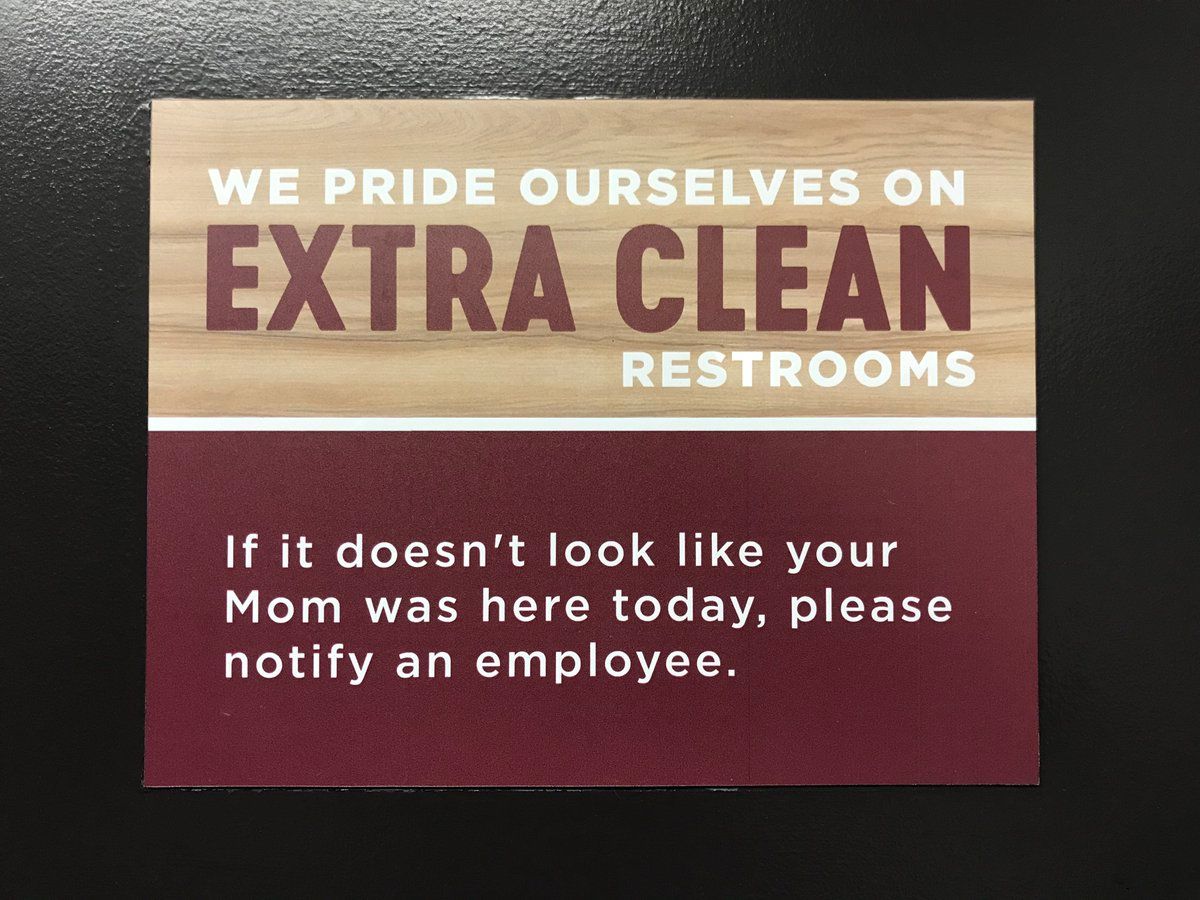 WE PRIDE OURSELVES ON
EXTRA CLEAN
RESTROOMS
If it doesn't look like your
Mom was here today, please
notify an employee.